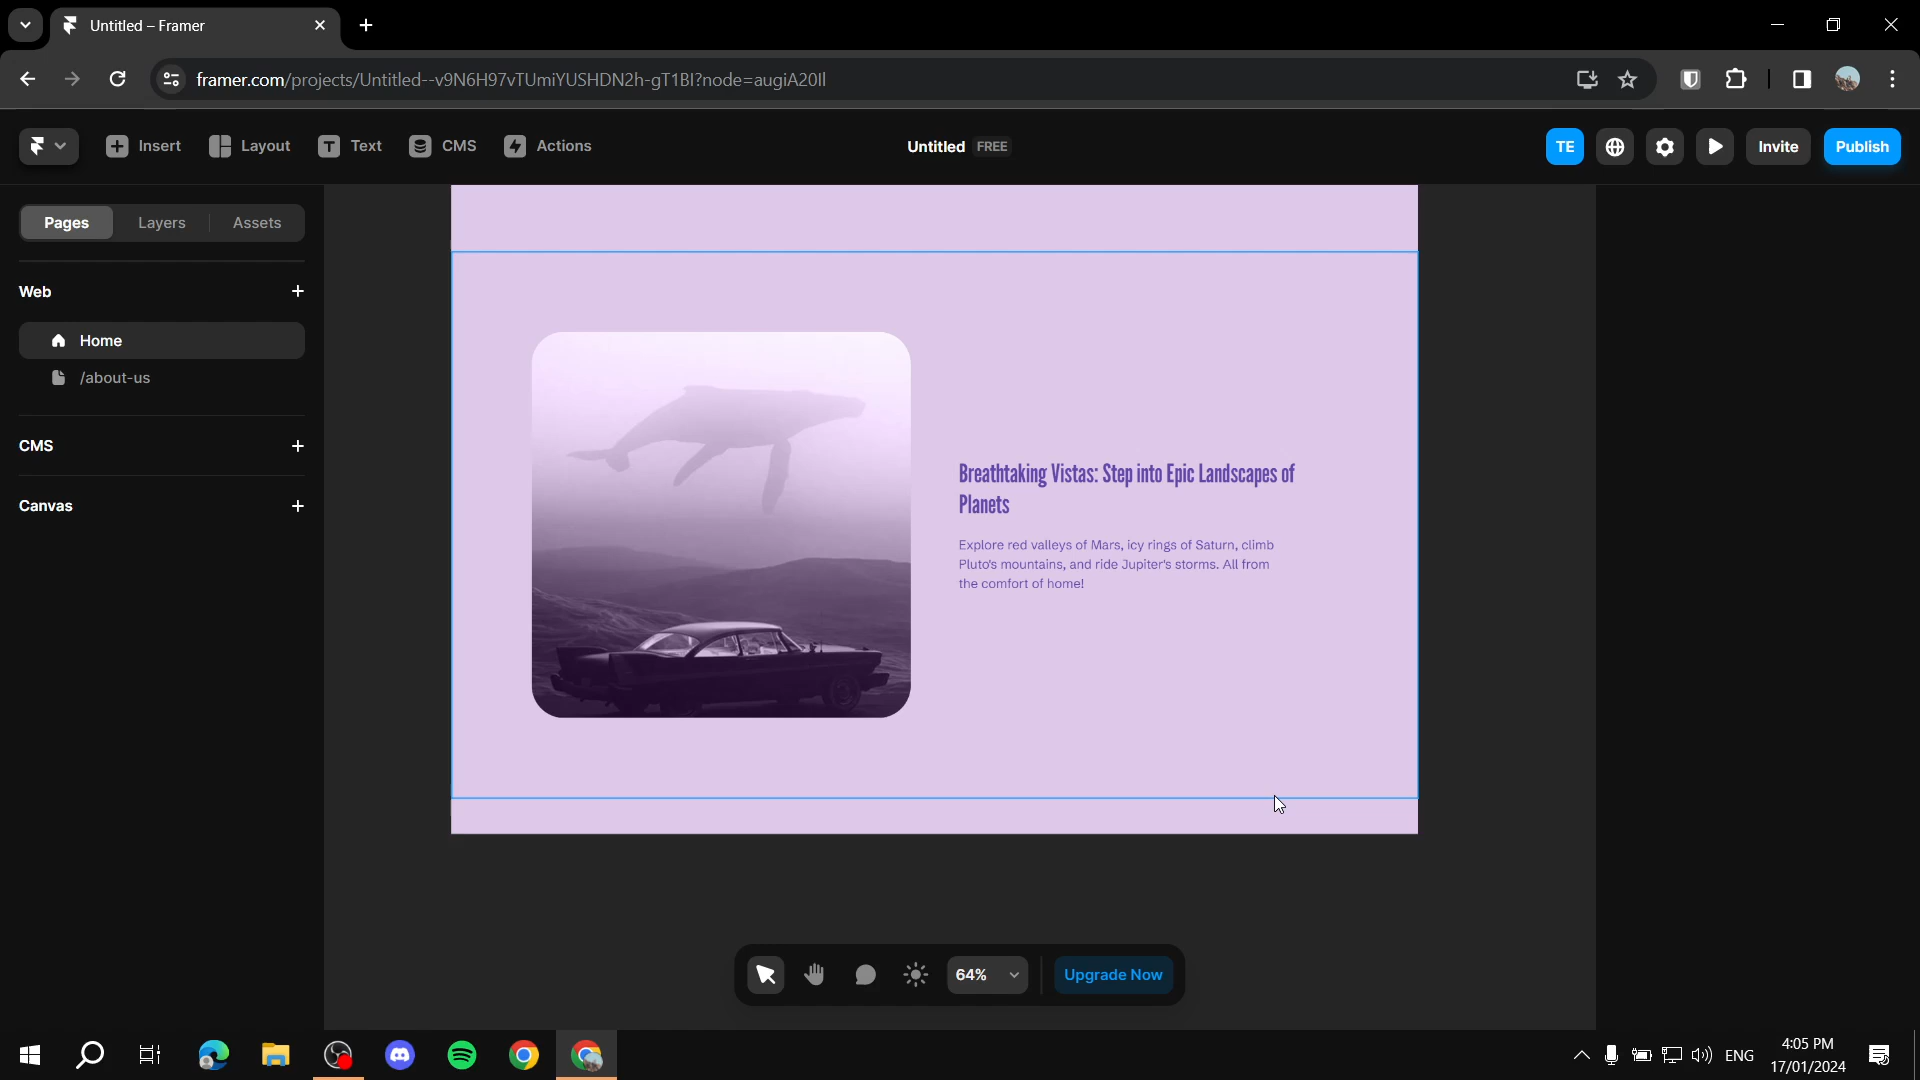 Untitled – Framer
framer.com/projects/Untitled--v9N6H97vTUmiYUSHDN2h-gT1BI?node=augiA20Il
Insert
Layout
Text
CMS
Actions
Untitled FREE
TE
Invite
Publish
Pages
Layers
Assets
Web
Home
/about-us
CMS
Canvas
Breathtaking Vistas: Step into Epic Landscapes of
Planets
Explore red valleys of Mars, icy rings of Saturn, climb
Pluto's mountains, and ride Jupiter's storms. All from
the comfort of home!
64%
Upgrade Now
ENG
4:05 PM
17/01/2024